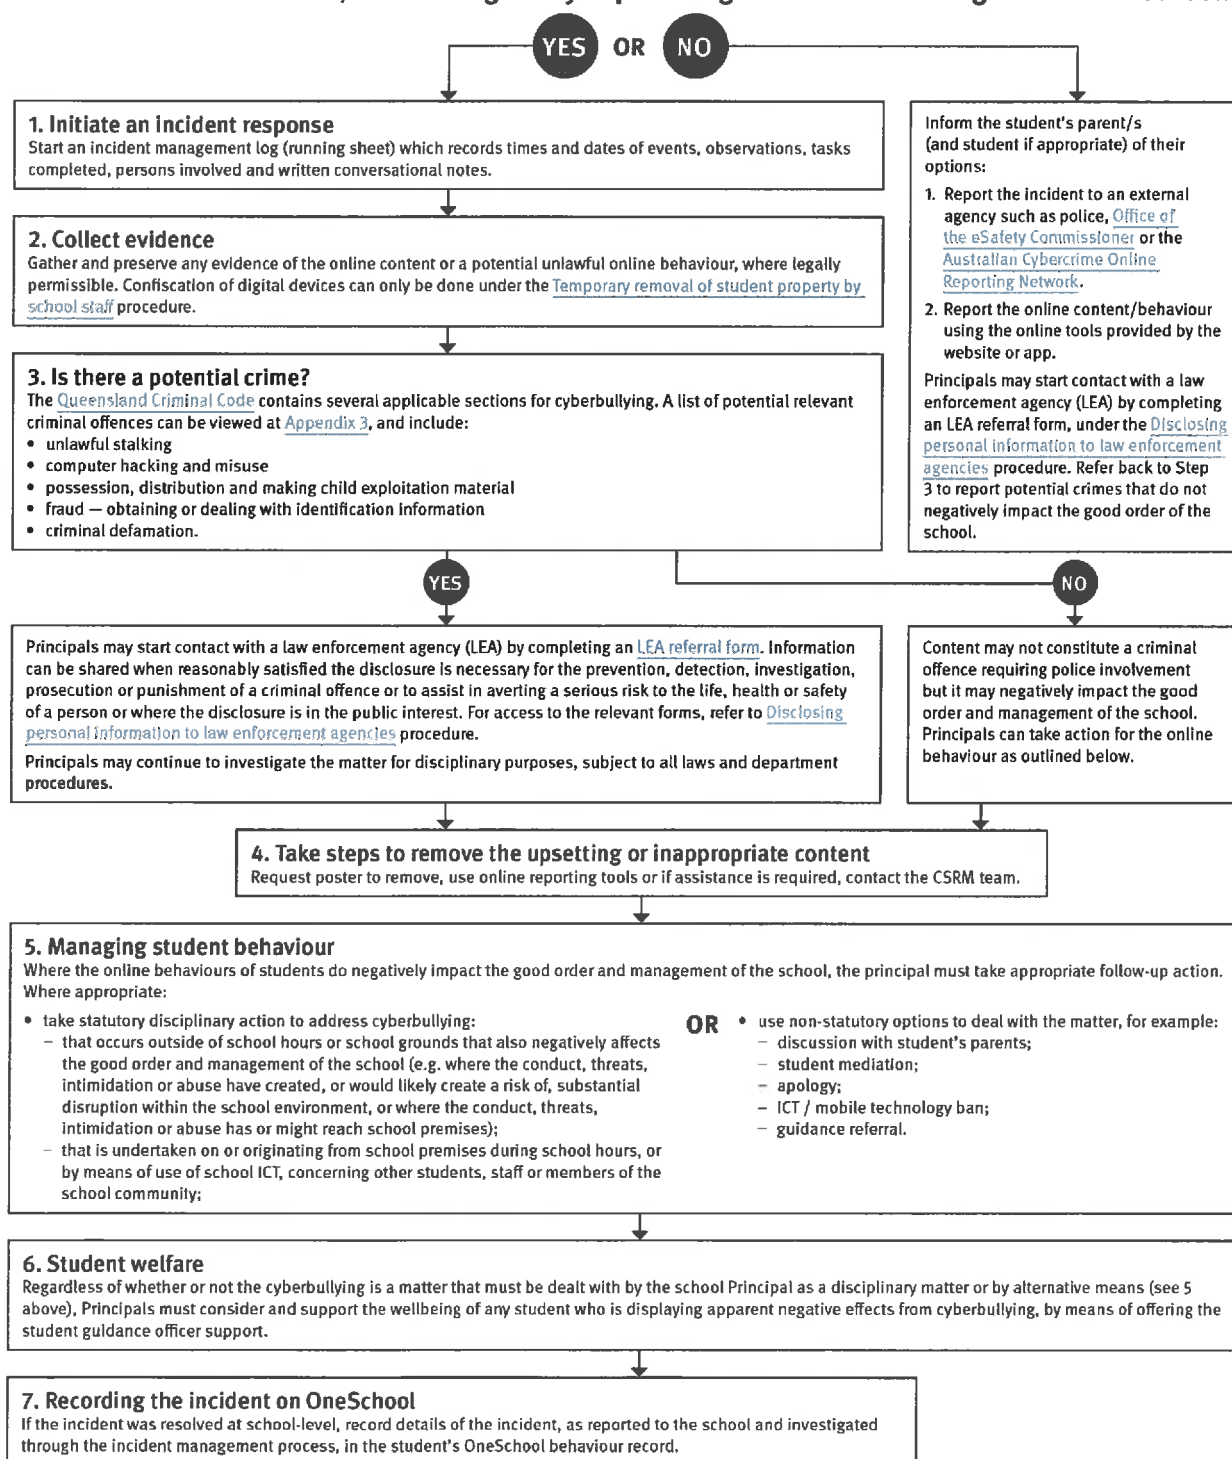 YES OR NO
1. Initiate an incident response
Start an incident management log (running sheet) which records times and dates of events, observations, tasks
completed, persons involved and written conversational notes.
Inform the student's parent/s
(and student if appropriate) of their
options:
1. Report the incident to an external
agency such as police, Office of
the eSafety Commissioner or the
Australian Cybercrime Online
Reporting Network.
2. Report the online content/behaviour
using the online tools provided by the
website or app.
Principals may start contact with a law
enforcement agency (LEA) by completing
an LEA referral form, under the Disclosing
personal information to law enforcement
agencies procedure. Refer back to Step
3 to report potential crimes that do not
negatively impact the good order of the
school.
2. Collect evidence
Gather and preserve any evidence of the online content or a potential unlawful online behaviour, where legally
permissible. Confiscation of digital devices can only be done under the Temporary removal of student property by
school staff procedure.
3. Is there a potential crime?
The Queensland Criminal Code contains several applicable sections for cyberbullying. A list of potential relevant
criminal offences can be viewed at Appendix 3, and include:
• unlawful stalking
• computer hacking and misuse
• possession, distribution and making child exploitation material
• fraud — obtaining or dealing with identification information
• criminal defamation.
YES
NO
Principals may start contact with a law enforcement agency (LEA) by completing an LEA referral form. Information
can be shared when reasonably satisfied the disclosure is necessary for the prevention, detection, investigation,
prosecution or punishment of a criminal offence or to assist in averting a serious risk to the life, health or safety
of a person or where the disclosure is in the public interest. For access to the relevant forms, refer to Disclosing
personal information to law enforcement agencies procedure.
Principals may continue to investigate the matter for disciplinary purposes, subject to all laws and department
procedures.
Content may not constitute a criminal
offence requiring police involvement
but it may negatively impact the good
order and management of the school.
Principals can take action for the online
behaviour as outlined below.
4. Take steps to remove the upsetting or inappropriate content
Request poster to remove, use online reporting tools or if assistance is required, contact the CSRM team.
5. Managing student behaviour
Where the online behaviours of students do negatively impact the good order and management of the school, the principal must take appropriate follow-up action.
Where appropriate:
• take statutory disciplinary action to address cyberbullying:
– that occurs outside of school hours or school grounds that also negatively affects
the good order and management of the school (e.g. where the conduct, threats,
intimidation or abuse have created, or would likely create a risk of, substantial
disruption within the school environment, or where the conduct, threats,
intimidation or abuse has or might reach school premises);
– that is undertaken on or originating from school premises during school hours, or
by means of use of school ICT, concerning other students, staff or members of the
school community;
OR
• use non-statutory options to deal with the matter, for example:
– discussion with student's parents;
– student mediation;
– apology;
– ICT / mobile technology ban;
– guidance referral.
6. Student welfare
Regardless of whether or not the cyberbullying is a matter that must be dealt with by the school Principal as a disciplinary matter or by alternative means (see 5
above), Principals must consider and support the wellbeing of any student who is displaying apparent negative effects from cyberbullying, by means of offering the
student guidance officer support.
7. Recording the incident on OneSchool
If the incident was resolved at school-level, record details of the incident, as reported to the school and investigated
through the incident management process, in the student's OneSchool behaviour record.